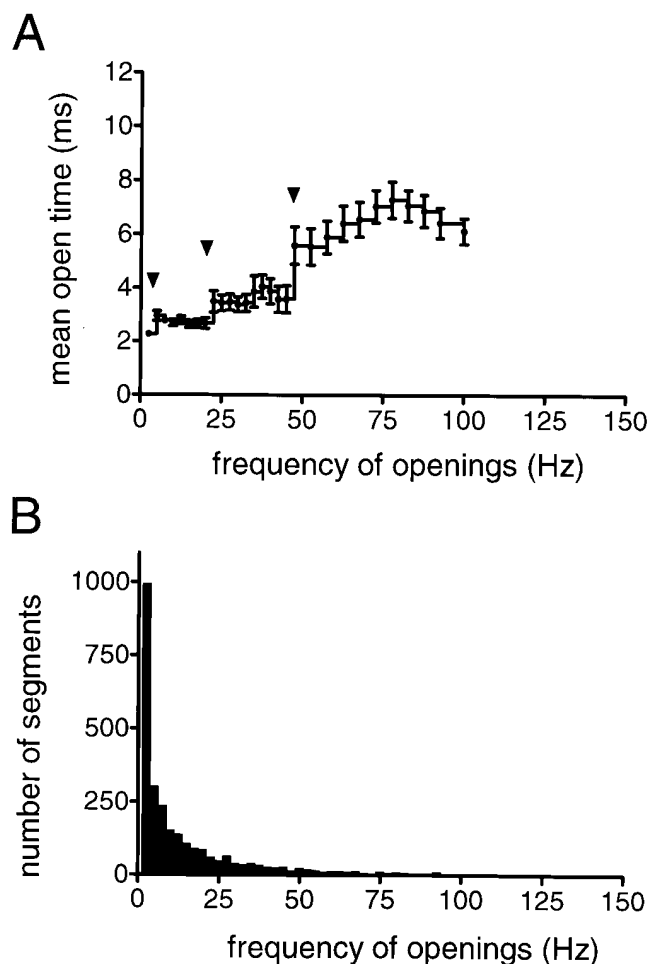 A
mean open time (ms)
12
10
8
6
4
2
0
0 25 50 75 100 125 150
frequency of openings (Hz)
B
number of segments
1000
750
500
250
0
0 25 50 75 100 125 150
frequency of openings (Hz)